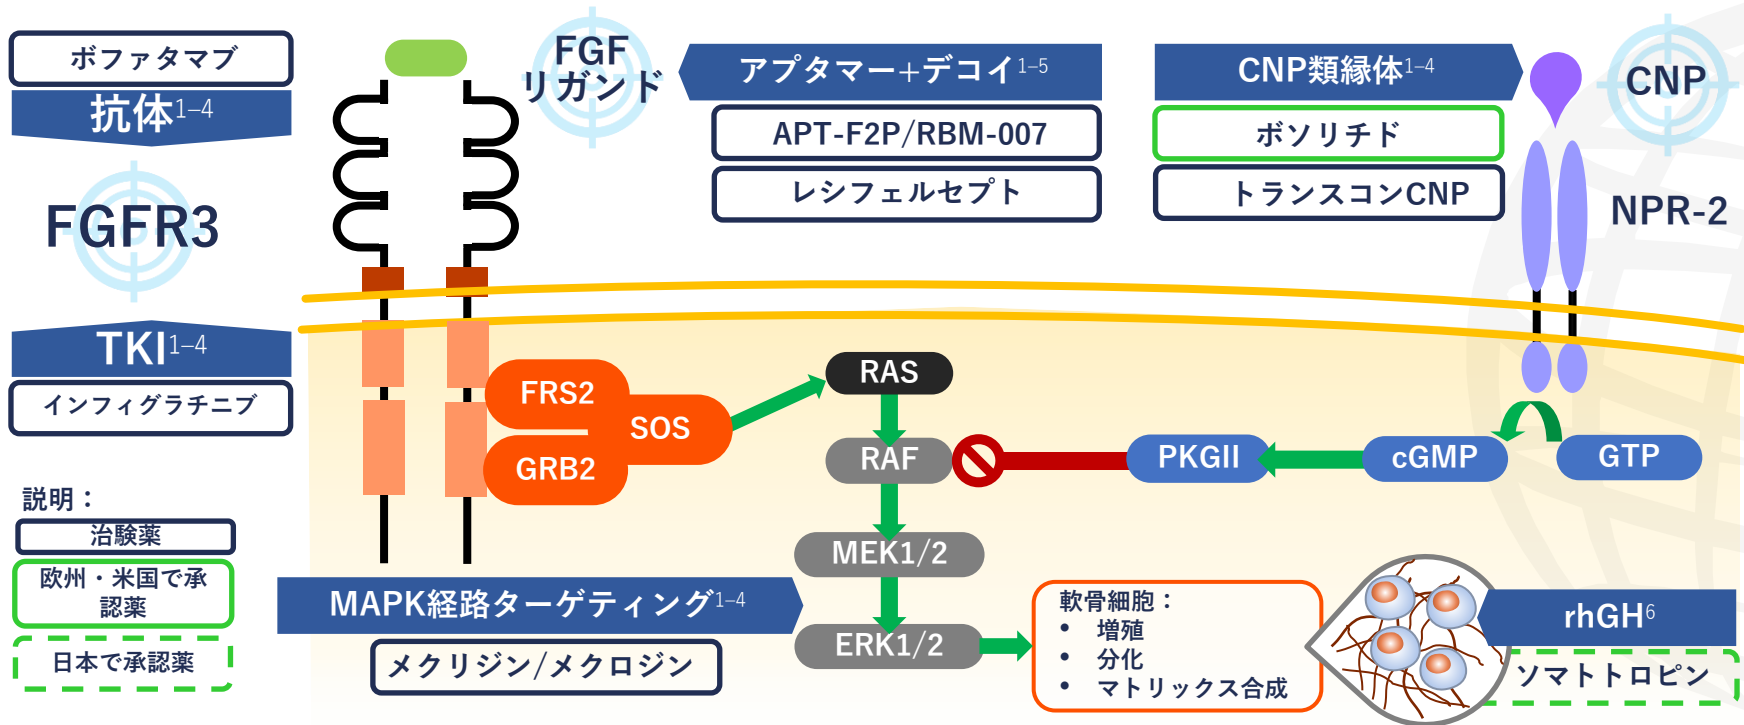 ボファタマブ
抗体1–4
FGFR3
TKI1–4
インフィグラチニブ
FGF
リガンド
アプタマー+デコイ1–5
APT-F2P/RBM-007
レシフェルセプト
CNP類縁体1–4
ボソリチド
トランスコンCNP
CNP
NPR-2
FRS2
SOS
GRB2
RAS
RAF
PKGII
cGMP
GTP
MEK1/2
ERK1/2
MAPK経路ターゲティング1–4
メクリジン/メクロジン
軟骨細胞：
• 増殖
• 分化
• マトリックス合成
rhGH6
ソマトトロピン
説明：
治験薬
欧州・米国で承
認薬
日本で承認薬